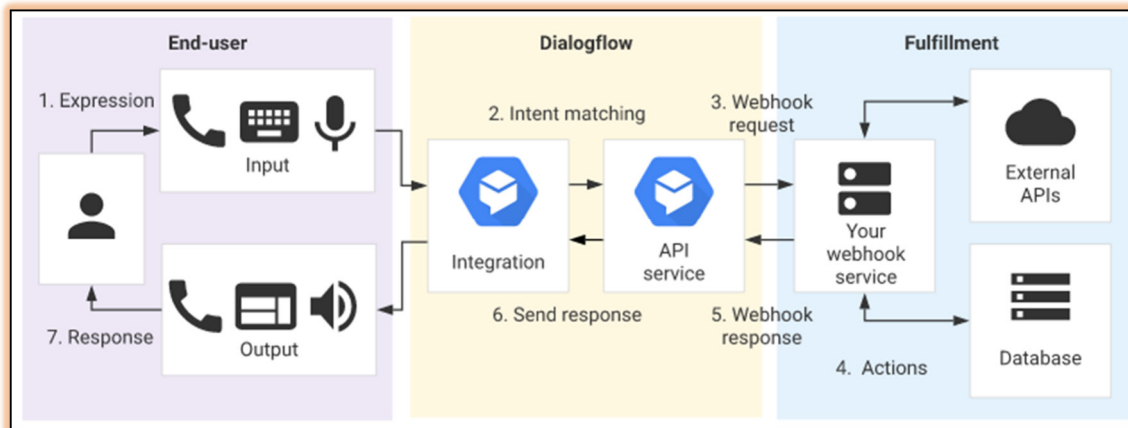 End-user
Dialogflow
Fulfillment
1. Expression
Input
2. Intent matching
3. Webhook
request
External
APIs
Integration
API
service
Your
webhook
service
7. Response
Output
6. Send response
5. Webhook
response
4. Actions
Database